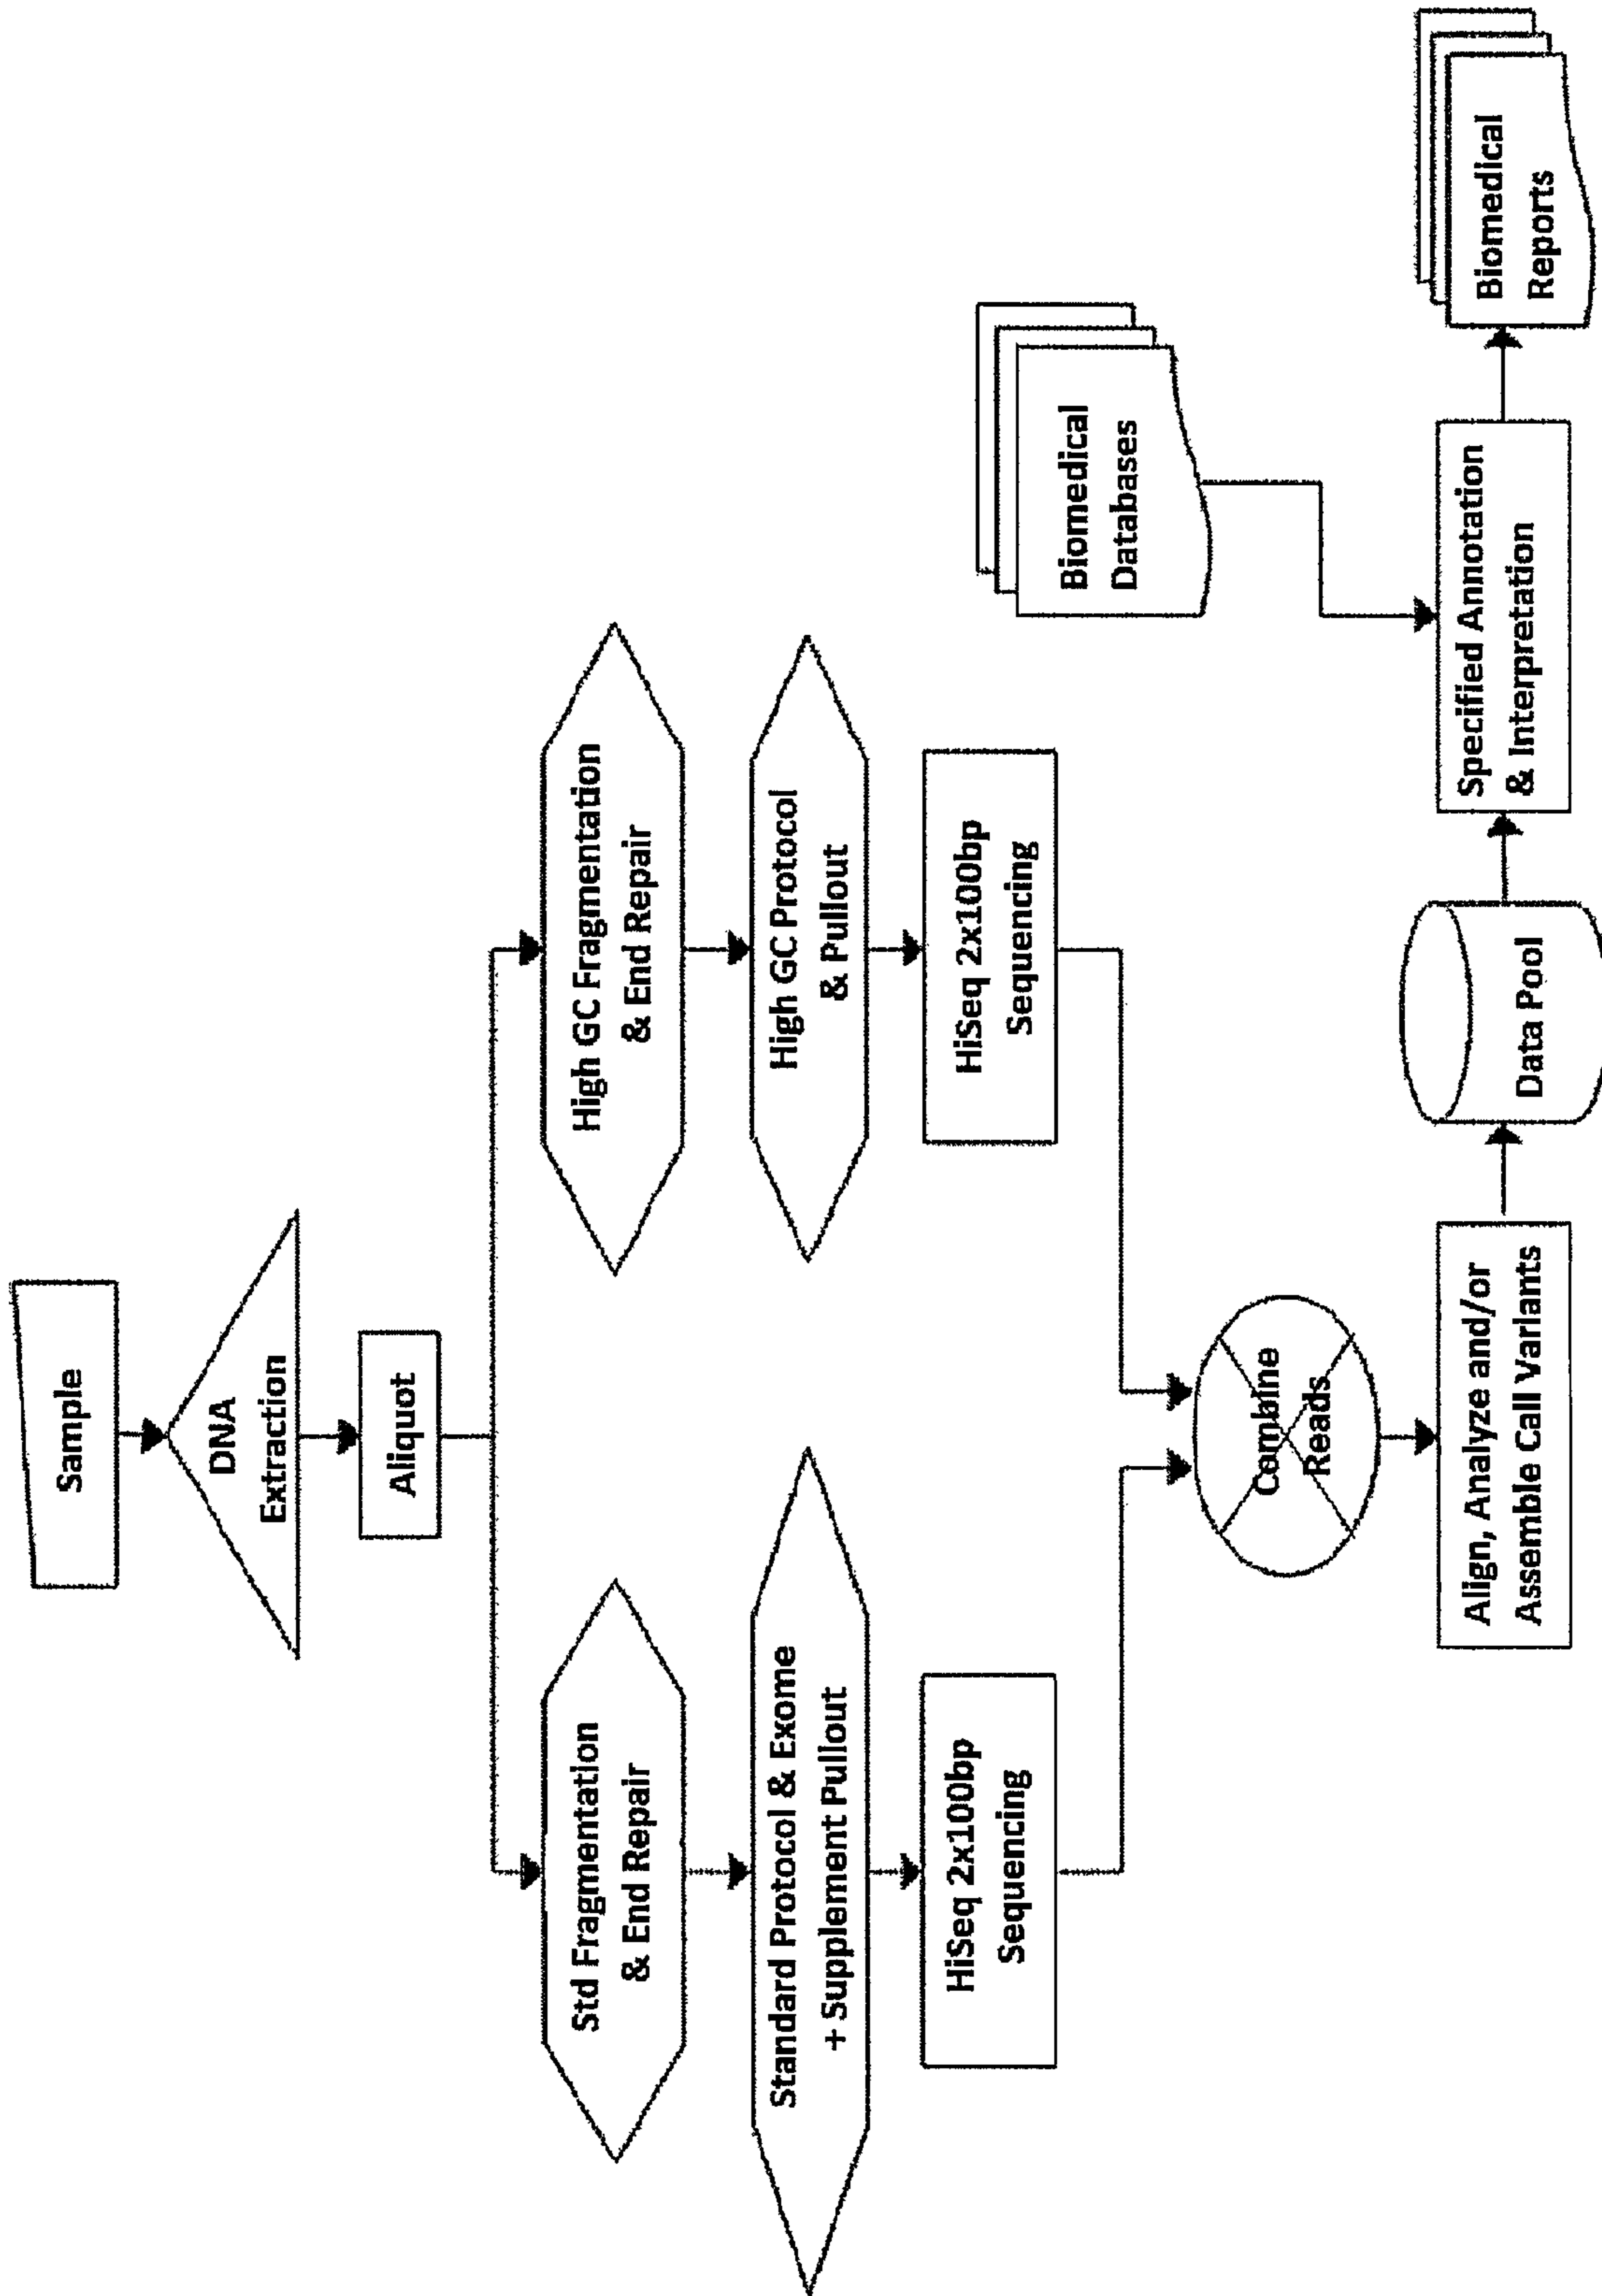 Sample
DNA
Extraction
Aliquot
Std Fragmentation
& End Repair
High GC Fragmentation
& End Repair
Standard Protocol & Exome
+ Supplement Pullout
High GC Protocol
& Pullout
HiSeq 2x100bp
Sequencing
HiSeq 2x100bp
Sequencing
Combine
Reads
Biomedical
Databases
Align, Analyze and/or
Assemble Call Variants
Data Pool
Specified Annotation
& Interpretation
Biomedical
Reports